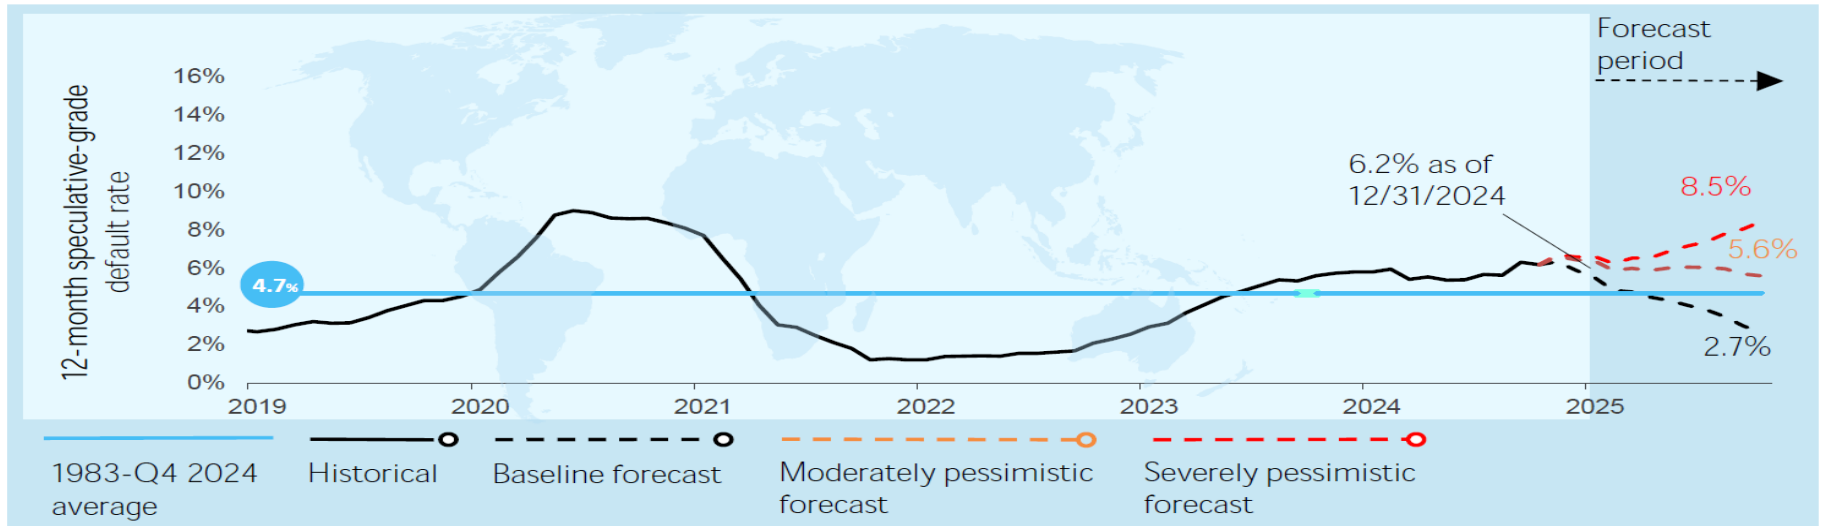 Forecast
period
12-month speculative-grade
default rate
16%
14%
12%
10%
8%
6%
4%
2%
0%
4.7%
6.2% as of
12/31/2024
8.5%
5.6%
2.7%
2019
2020
2021
2022
2023
2024
2025
1983-Q4 2024
average
Historical
Baseline forecast
Moderately pessimistic
forecast
Severely pessimistic
forecast